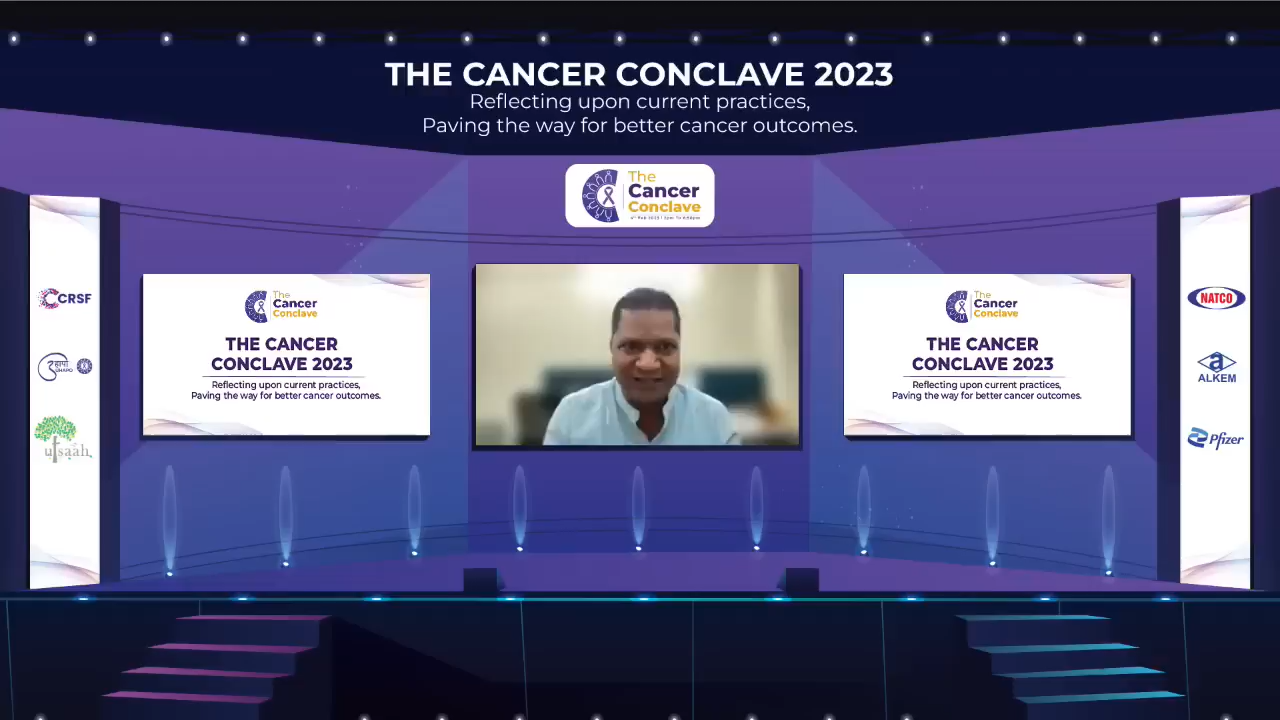 THE CANCER CONCLAVE 2023
Reflecting upon current practices,
Paving the way for better cancer outcomes.
The
Cancer
Conclave
CRSF
utsaah
The
Cancer
Conclave
THE CANCER
CONCLAVE 2023
Reflecting upon current practices,
Paving the way for better cancer outcomes.
The
Cancer
Conclave
THE CANCER
CONCLAVE 2023
Reflecting upon current practices,
Paving the way for better cancer outcomes.
NATCO
ALKEM
Pfizer